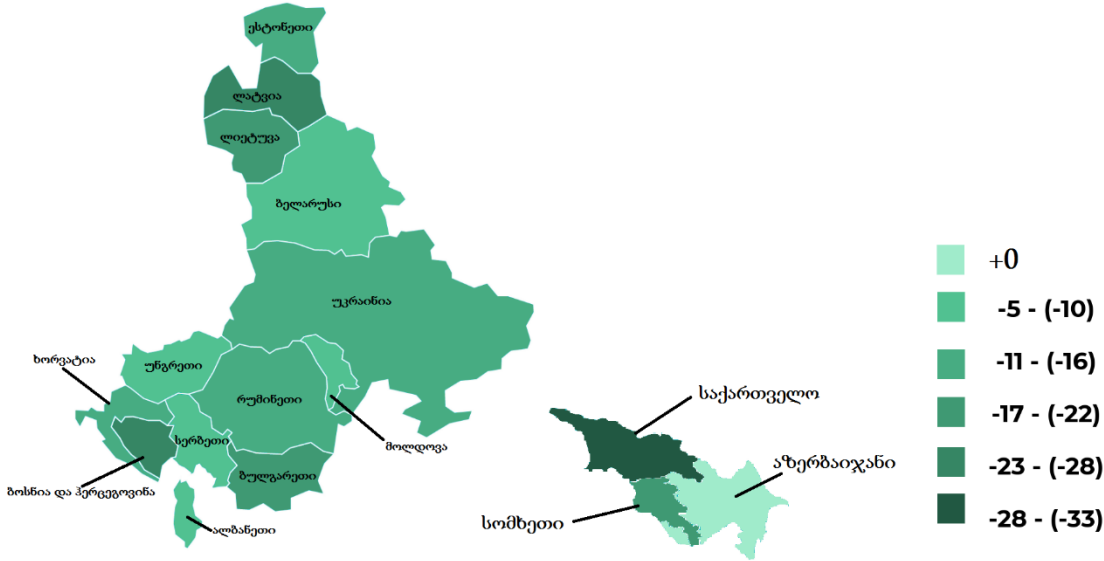 ესტონეთი
ლატვია
ლიეტუვა
ბელარუსი
უკრაინია
უნგრეთი
ხორვატია
რუმინეთი
სერბეთი
მოლდოვა
ბულგარეთი
ბოსნია და ჰერცეგოვინა
ალბანეთი
საქართველო
აზერბაიჯანი
სომხეთი
+0
-5 - (-10)
-11 - (-16)
-17 - (-22)
-23 - (-28)
-28 - (-33)